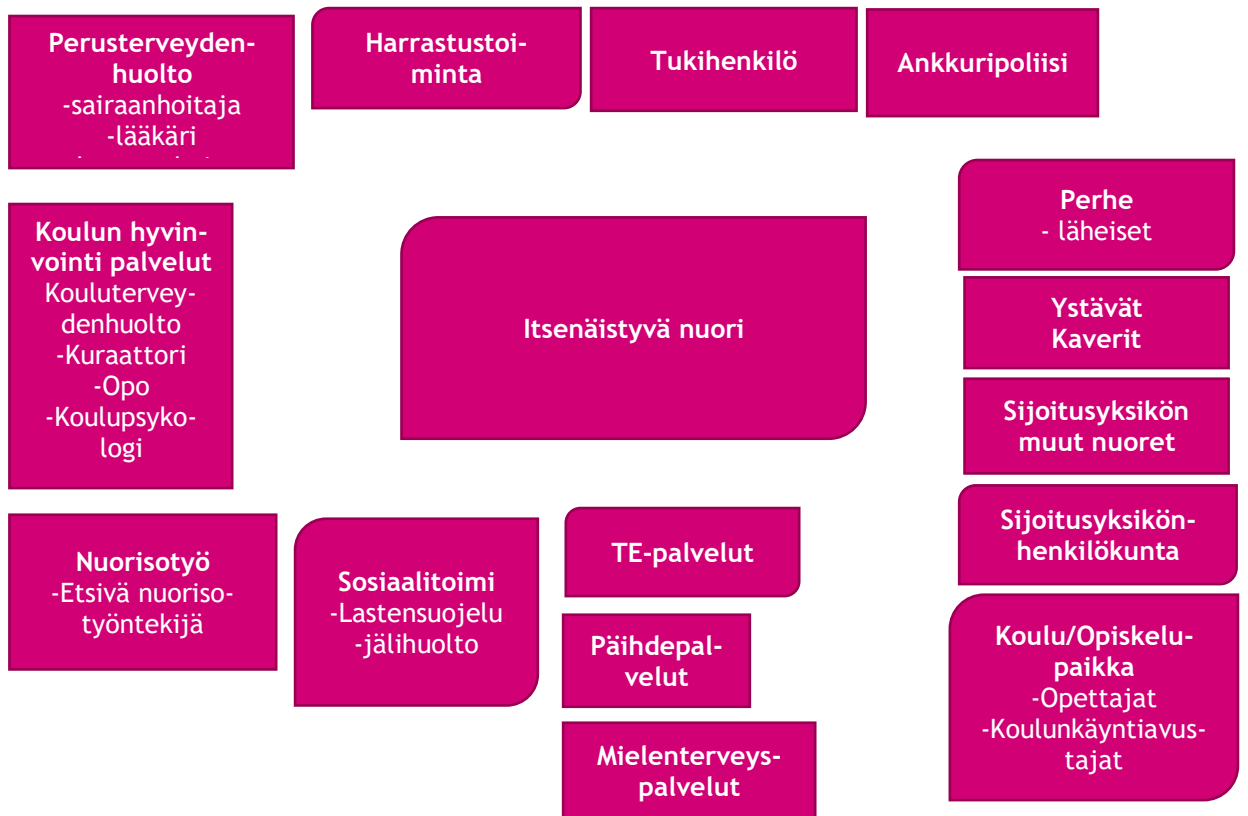 Perusterveyden-
huolto
-sairaanhoitaja
-lääkäri
Harrastustoi-
minta
Tukihenkilö
Ankkuripoliisi
Perhe
- läheiset
Koulun hyvin-
vointi palvelut
Koulutervey-
denhuolto
-Kuraattori
-Opo
-Koulupsyko-
logi
Itsenäistyvä nuori
Ystävät
Kaverit
Sijoitusyksikön
muut nuoret
Sijoitusyksikön-
henkilökunta
Nuorisotyö
-Etsivä nuoriso-
työntekijä
Sosiaalitoimi
-Lastensuojelu
-jälihuolto
TE-palvelut
Päihdepal-
velut
Mielenterveys-
palvelut
Koulu/Opiskelu-
paikka
-Opettajat
-Koulunkäyntiavus-
tajat